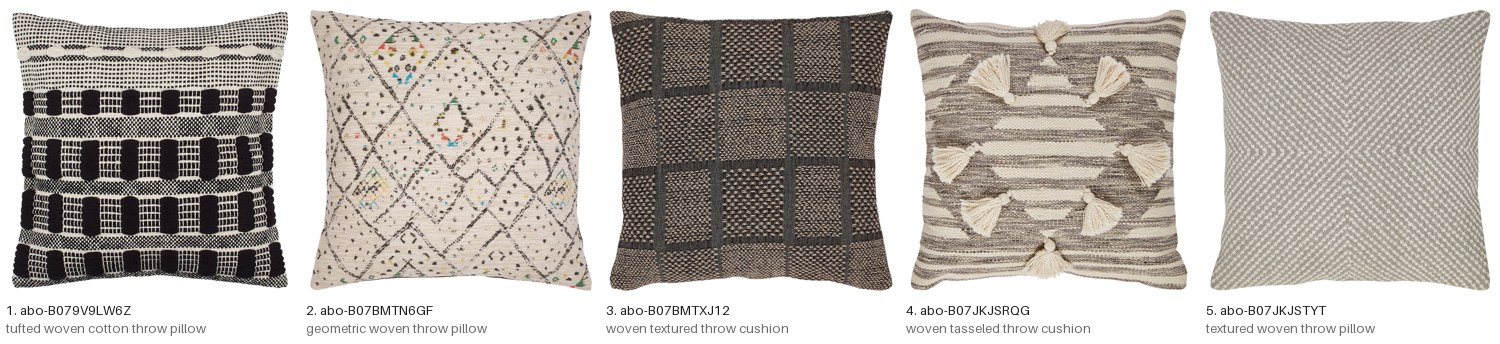 1. abo-B079V9LW6Z
tufted woven cotton throw pillow
2. abo-B07BMTN6GF
geometric woven throw pillow
3. abo-B07BMTXJ12
woven textured throw cushion
4. abo-B07JKJSRQG
woven tasseled throw cushion
5. abo-B07JKJSTYT
textured woven throw pillow